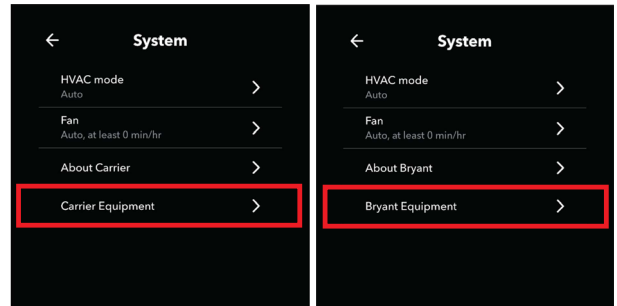 System
HVAC mode
Auto
Fan
Auto, at least 0 min/hr
About Carrier
Carrier Equipment
System
HVAC mode
Auto
Fan
Auto, at least 0 min/hr
About Bryant
Bryant Equipment